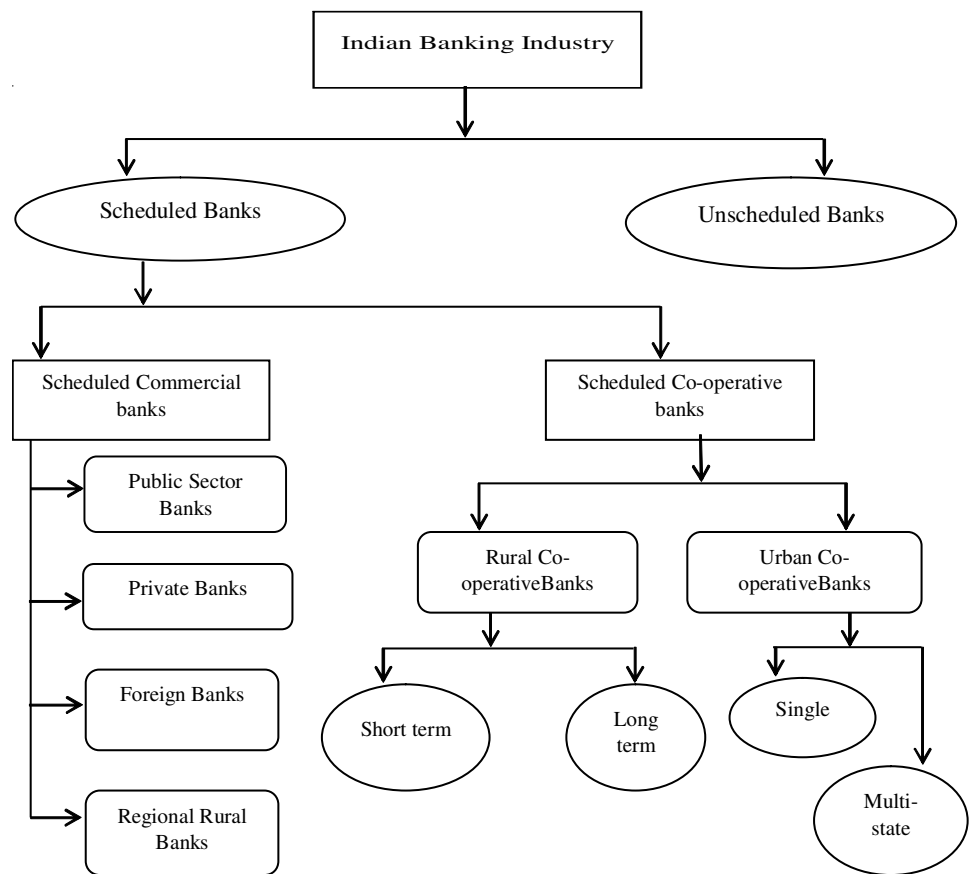 Indian Banking Industry
Scheduled Banks
Unscheduled Banks
Scheduled Commercial
banks
Scheduled Co-operative
banks
Public Sector
Banks
Private Banks
Foreign Banks
Regional Rural
Banks
Rural Co-
operativeBanks
Urban Co-
operativeBanks
Short term
Long
term
Single
Multi-
state